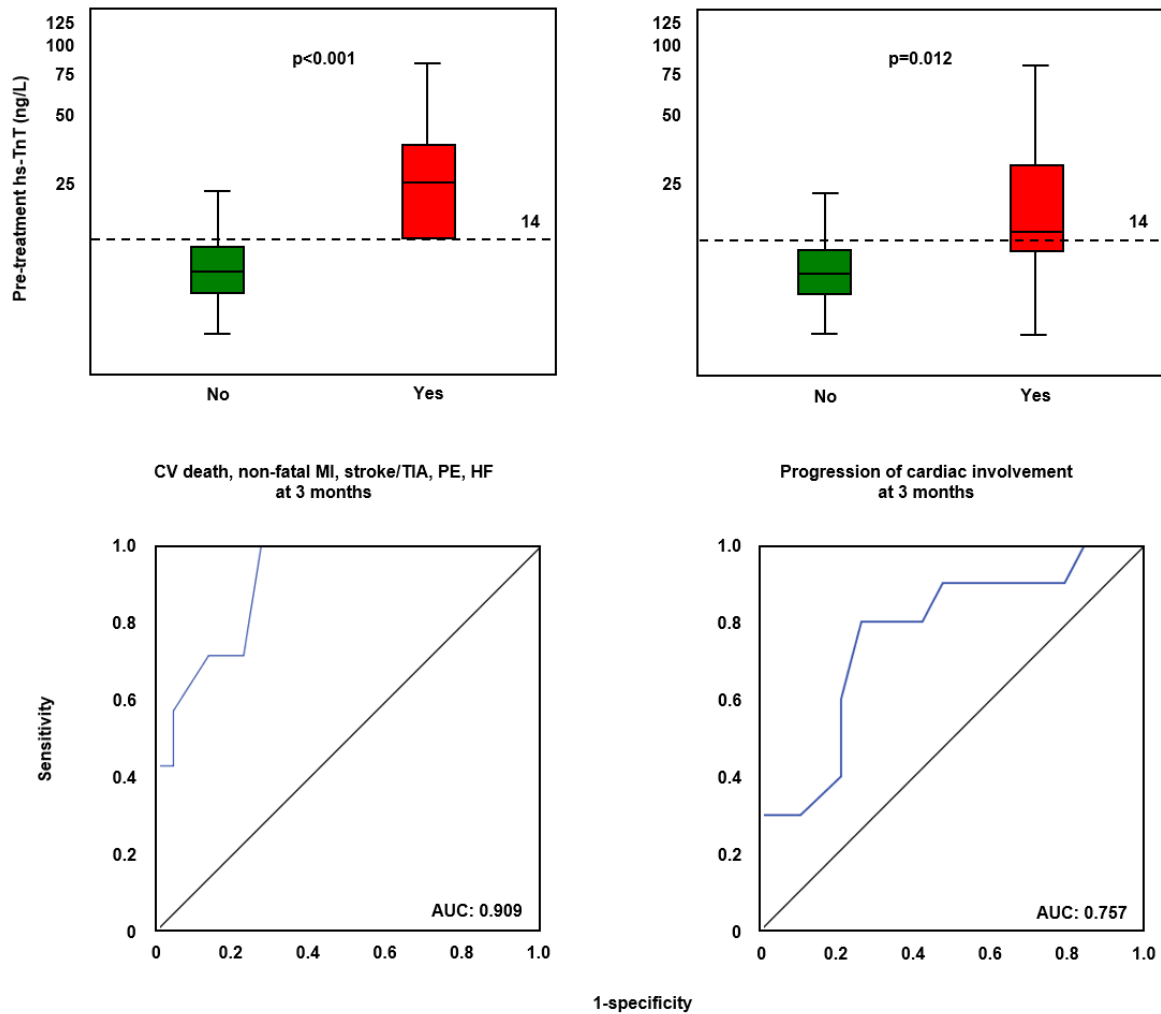 Pre-treatment hs-TnT (ng/L)
125
100
75
50
25
p<0.001
14
No
Yes
125
100
75
50
25
p=0.012
14
No
Yes
CV death, non-fatal MI, stroke/TIA, PE, HF
at 3 months
Progression of cardiac involvement
at 3 months
Sensitivity
1.0
0.8
0.6
0.4
0.2
0
AUC: 0.909
0
0.2
0.4
0.6
0.8
1.0
1.0
0.8
0.6
0.4
0.2
0
AUC: 0.757
0
0.2
0.4
0.6
0.8
1.0
1-specificity